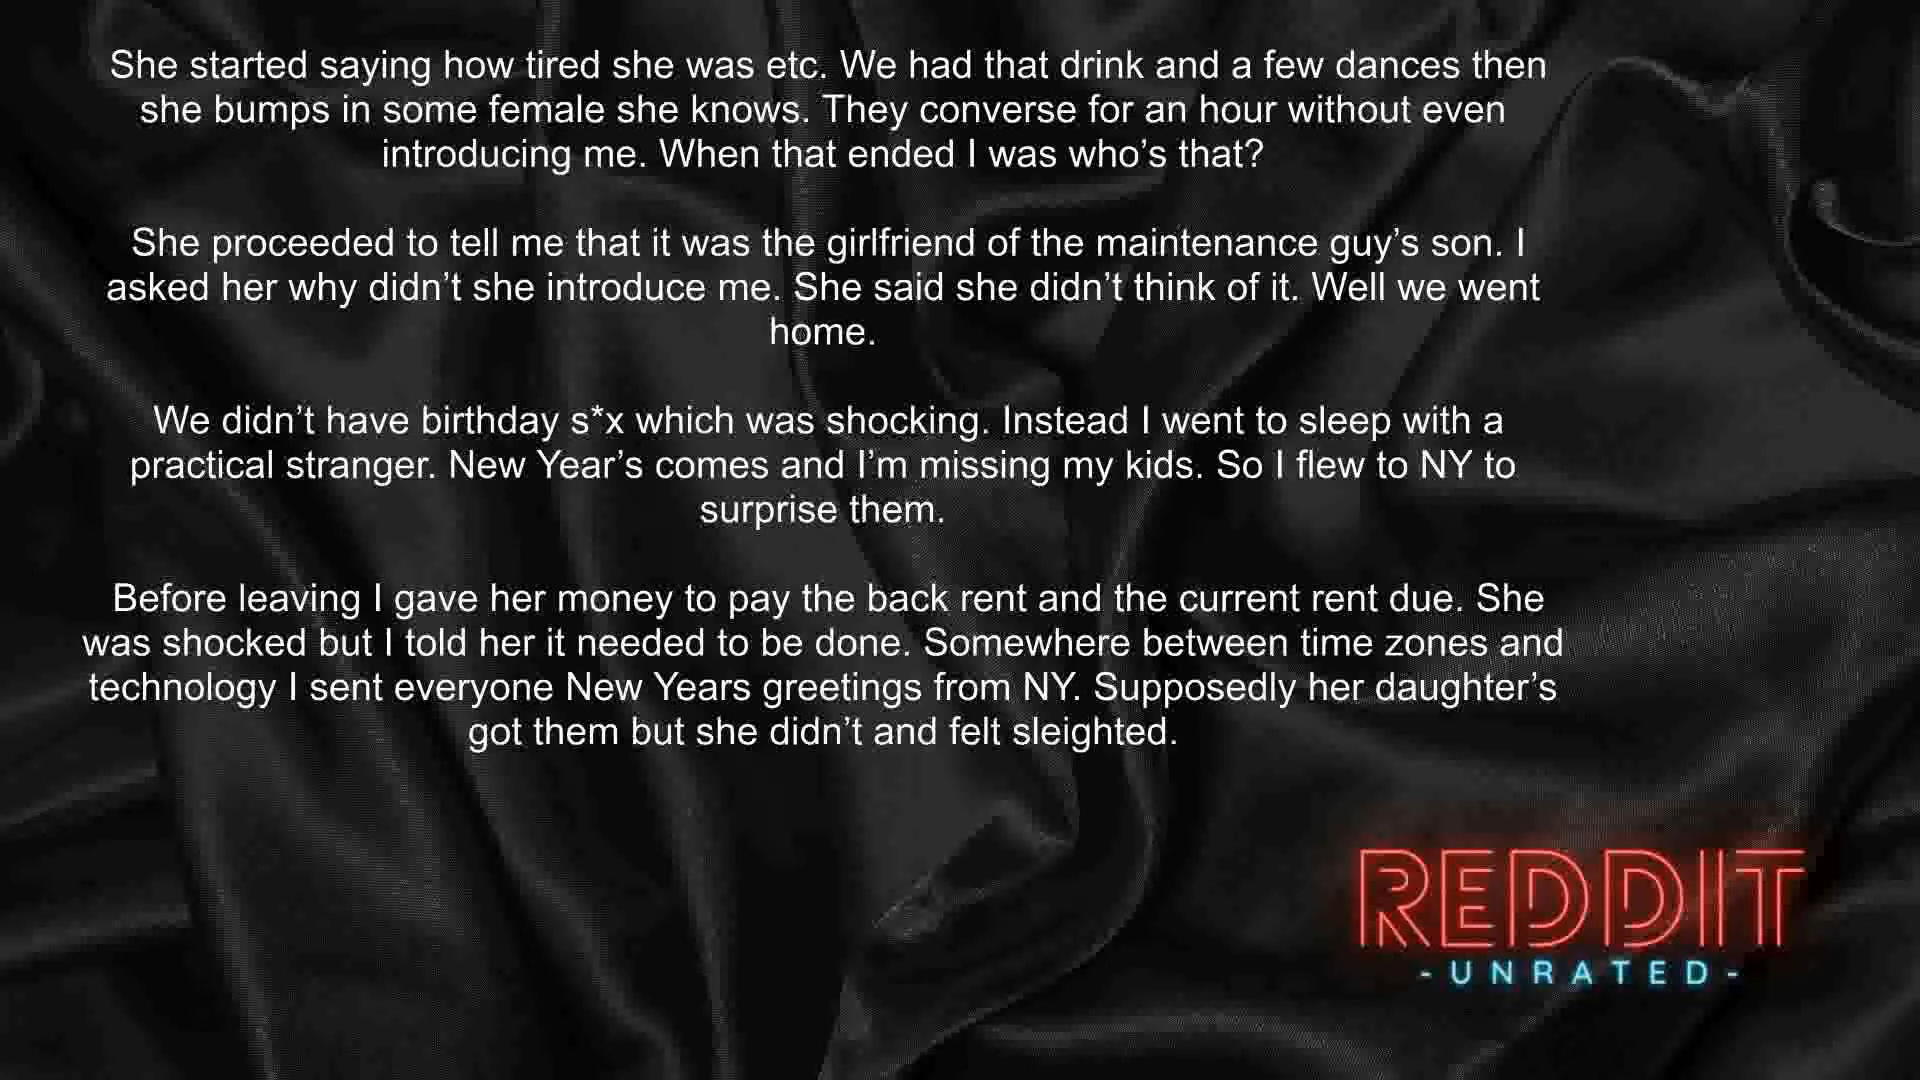 She started saying how tired she was etc. We had that drink and a few dances then
she bumps in some female she knows. They converse for an hour without even
introducing me. When that ended I was who’s that?
She proceeded to tell me that it was the girlfriend of the maintenance guy’s son. I
asked her why didn’t she introduce me. She said she didn’t think of it. Well we went
home.
We didn’t have birthday s*x which was shocking. Instead I went to sleep with a
practical stranger. New Year’s comes and I’m missing my kids. So I flew to NY to
surprise them.
Before leaving I gave her money to pay the back rent and the current rent due. She
was shocked but I told her it needed to be done. Somewhere between time zones and
technology I sent everyone New Years greetings from NY. Supposedly her daughter’s
got them but she didn’t and felt sleighted.
REDDIT
-UNRATED-